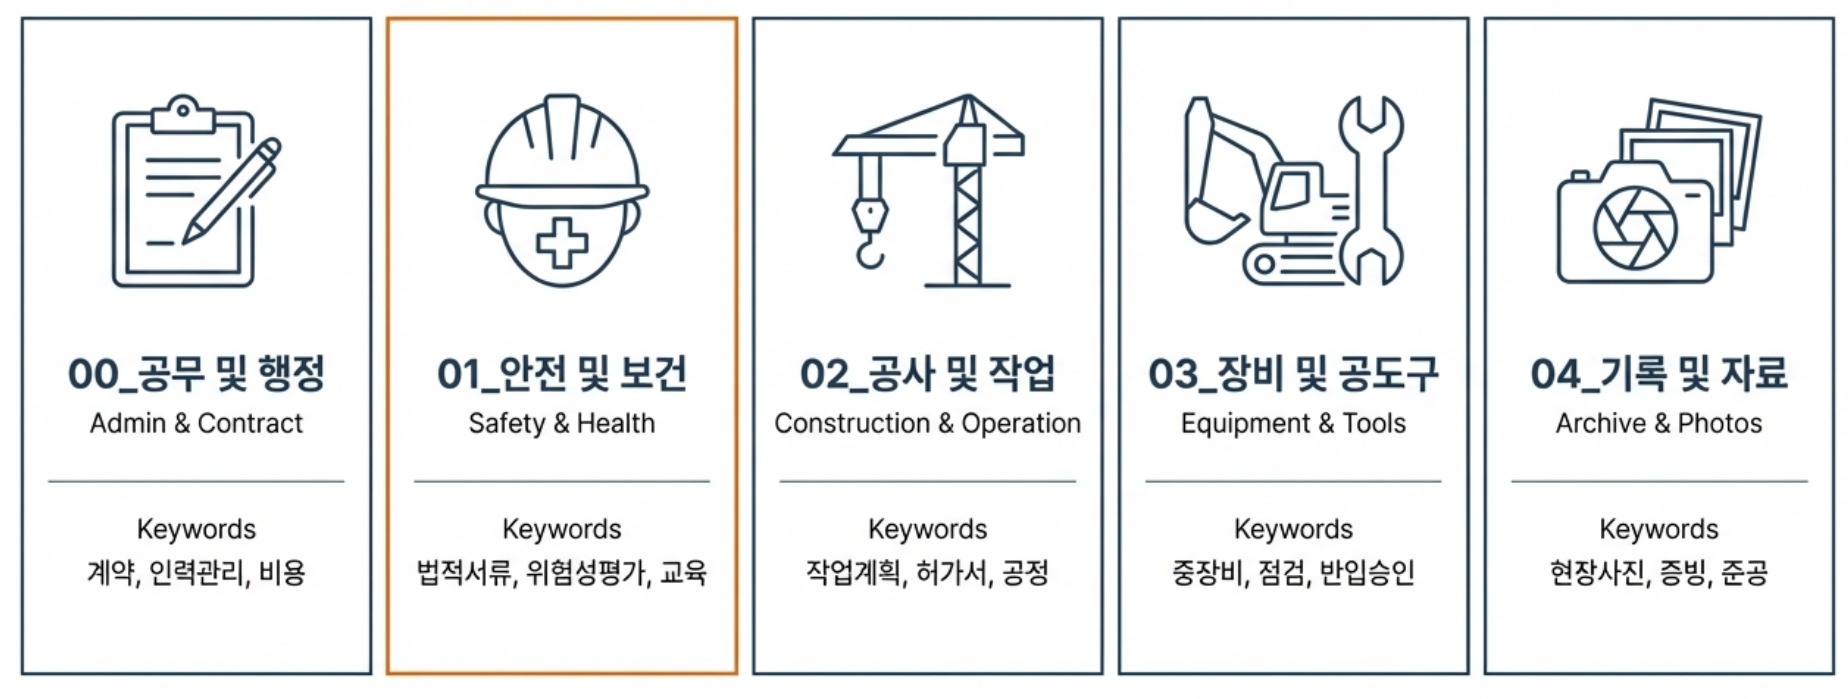 00_공무 및 행정
Admin & Contract
Keywords
계약, 인력관리, 비용
01_안전 및 보건
Safety & Health
Keywords
법적서류, 위험성평가, 교육
02_공사 및 작업
Construction & Operation
Keywords
작업계획, 허가서, 공정
03_장비 및 공도구
Equipment & Tools
Keywords
중장비, 점검, 반입승인
04_기록 및 자료
Archive & Photos
Keywords
현장사진, 증빙, 준공